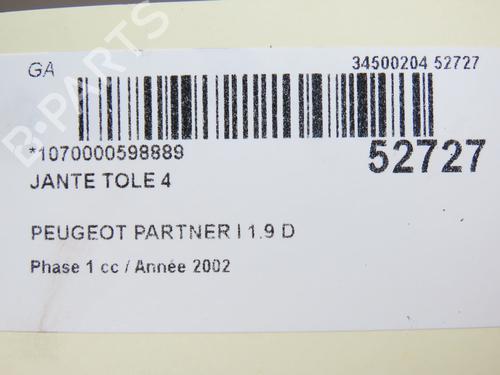 GA
34500204 52727
*1070000598889
52727
JANTE TOLE 4
PEUGEOT PARTNER I 1.9 D
Phase 1 cc / Année 2002
B-PARTS